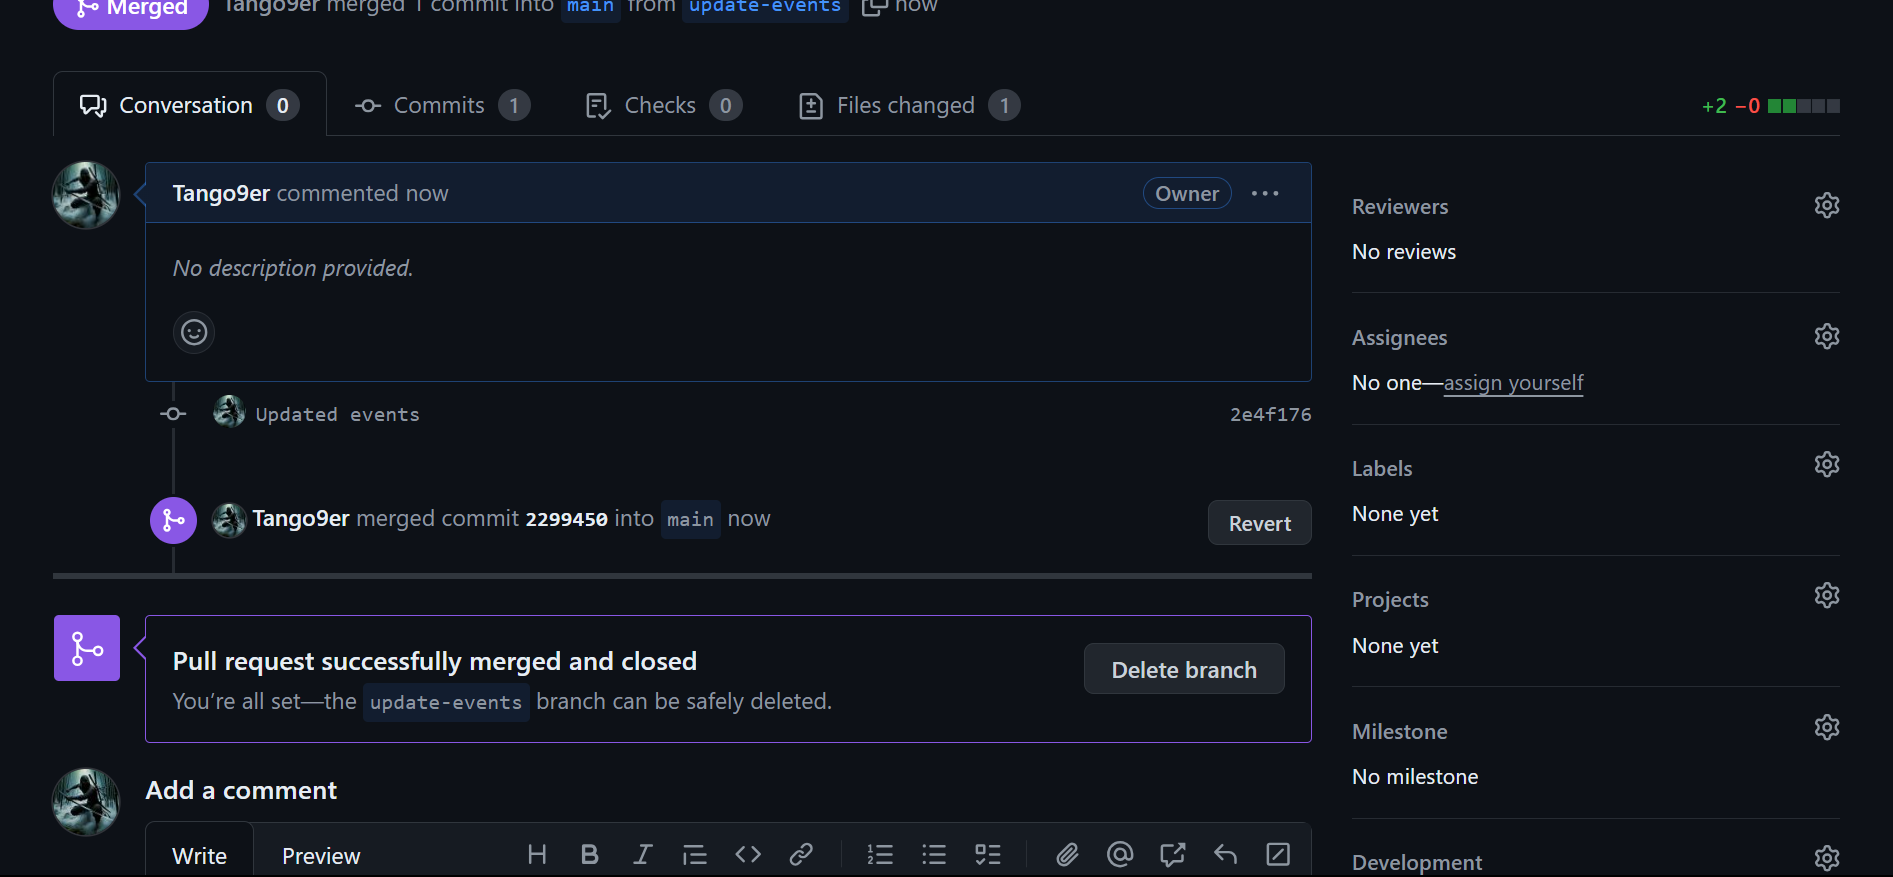 Merged Tango9er merged 1 commit into main from update-events now
Conversation 0 Commits 1 Checks 0 Files changed 1 +2 −0
Tango9er commented now Owner
No description provided.
Updated events 2e4f176
Tango9er merged commit 2299450 into main now Revert
Pull request successfully merged and closed
You're all set—the update-events branch can be safely deleted.
Delete branch
Add a comment
Write Preview
Reviewers
No reviews
Assignees
No one—assign yourself
Labels
None yet
Projects
None yet
Milestone
No milestone
Development